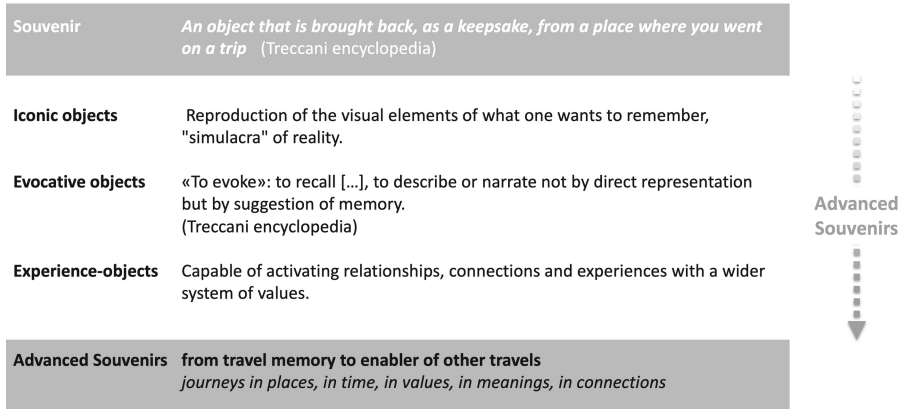 Souvenir An object that is brought back, as a keepsake, from a place where you went
on a trip (Treccani encyclopedia)
Iconic objects Reproduction of the visual elements of what one wants to remember,
"simulacra" of reality.
Evocative objects «To evoke»: to recall […], to describe or narrate not by direct representation
but by suggestion of memory.
(Treccani encyclopedia)
Experience-objects Capable of activating relationships, connections and experiences with a wider
system of values.
Advanced Souvenirs from travel memory to enabler of other travels
journeys in places, in time, in values, in meanings, in connections
Advanced
Souvenirs